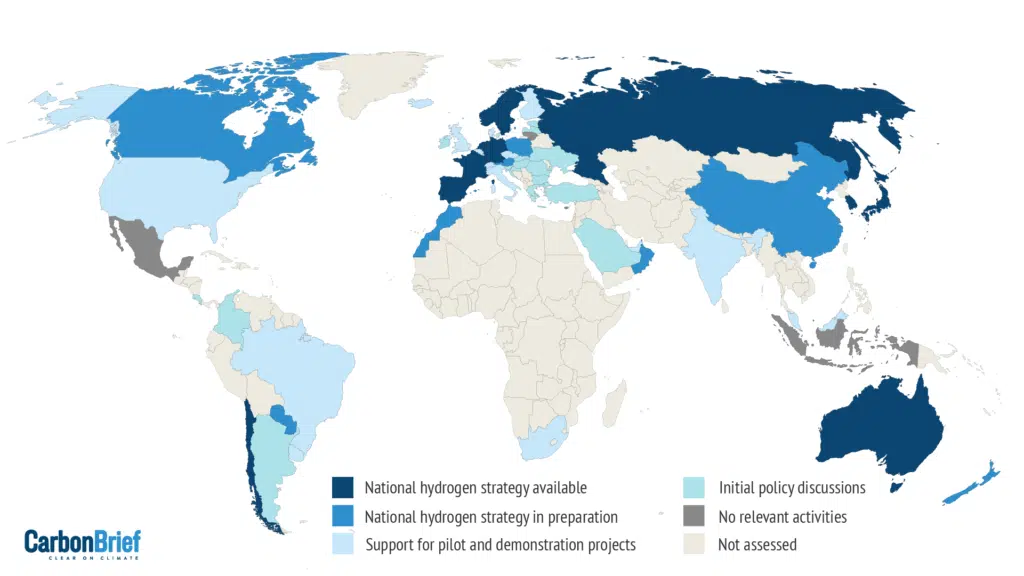 National hydrogen strategy available
National hydrogen strategy in preparation
Support for pilot and demonstration projects
Initial policy discussions
No relevant activities
Not assessed
CarbonBrief
CLEAR ON CLIMATE